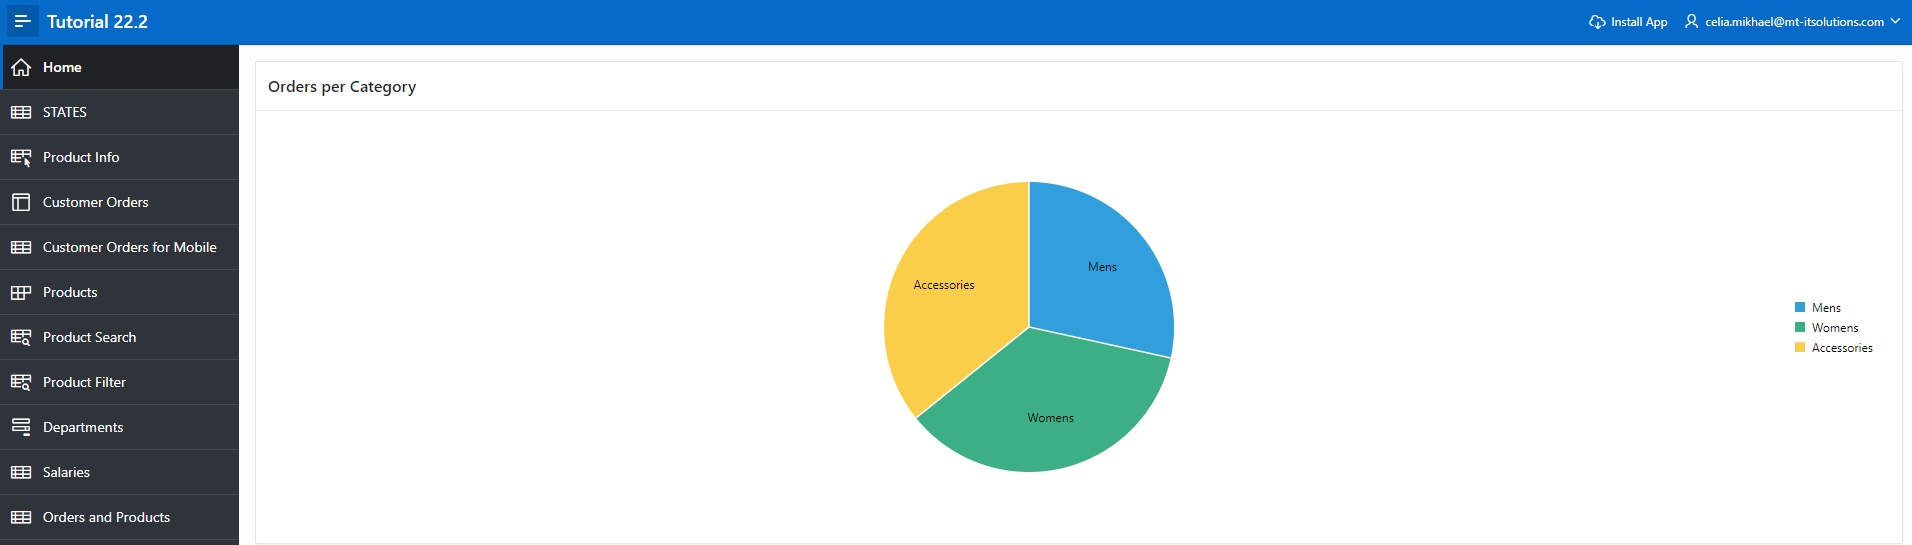 Tutorial 22.2
Install App
celia.mikhael@mt-itsolutions.com
Home
STATES
Product Info
Customer Orders
Customer Orders for Mobile
Products
Product Search
Product Filter
Departments
Salaries
Orders and Products
Orders per Category
Mens
Accessories
Womens
Mens
Womens
Accessories